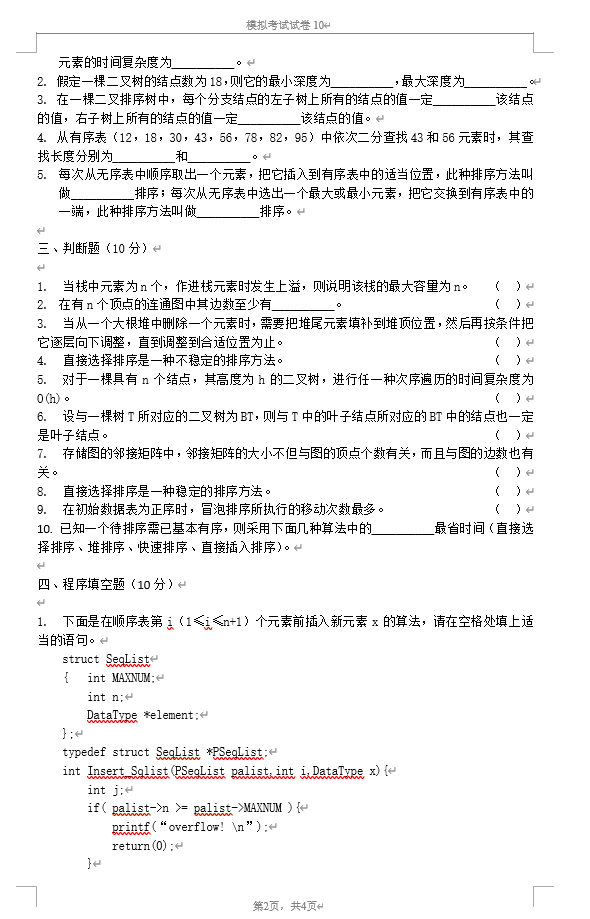 模拟考试试卷 10
元素的时间复杂度为__________。
2. 假定一棵二叉树的结点数为18,则它的最小深度为__________,最大深度为__________。
3. 在一棵二叉排序树中，每个分支结点的左子树上所有的结点的值一定__________该结点
的值，右子树上所有的结点的值一定__________该结点的值。
4. 从有序表（12，18，30，43，56，78，82，95）中依次二分查找 43 和 56 元素时，其查
找长度分别为__________和__________。
5. 每次从无序表中顺序取出一个元素，把它插入到有序表中的适当位置，此种排序方法叫
做__________排序；每次从无序表中选出一个最大或最小元素，把它交换到有序表中的
一端，此种排序方法叫做__________排序。
三、判断题（10 分）
1. 当栈中元素为 n 个，作进栈元素时发生上溢，则说明该栈的最大容量为 n。 （ ）
2. 在有 n 个顶点的连通图中其边数至少有__________。 （ ）
3. 当从一个大根堆中删除一个元素时，需要把堆尾元素填补到堆顶位置，然后再按条件把
它逐层向下调整，直到调整到合适位置为止。 （ ）
4. 直接选择排序是一种不稳定的排序方法。 （ ）
5. 对于一棵具有 n 个结点，其高度为 h 的二叉树，进行任一种次序遍历的时间复杂度为
O(h)。 （ ）
6. 设与一棵树 T 所对应的二叉树为 BT，则与 T 中的叶子结点所对应的 BT 中的结点也一定
是叶子结点。 （ ）
7. 存储图的邻接矩阵中，邻接矩阵的大小不但与图的顶点个数有关，而且与图的边数也有
关。 （ ）
8. 直接选择排序是一种稳定的排序方法。 （ ）
9. 在初始数据表为正序时，冒泡排序所执行的移动次数最多。 （ ）
10. 已知一个待排序需已基本有序，则采用下面几种算法中的__________最省时间（直接选
择排序、堆排序、快速排序、直接插入排序）。
四、程序填空题（10 分）
1. 下面是在顺序表第 i（1≤i≤n+1）个元素前插入新元素 x 的算法，请在空格处填上适
当的语句。
struct SeqList
{ int MAXNUM;
int n;
DataType *element;
};
typedef struct SeqList *PSeqList;
int Insert_Sqlist(PSeqList palist,int i,DataType x){
int j;
if( palist->n >= palist->MAXNUM ){
printf(“overflow! \n”);
return(0);
}
第2页，共4页